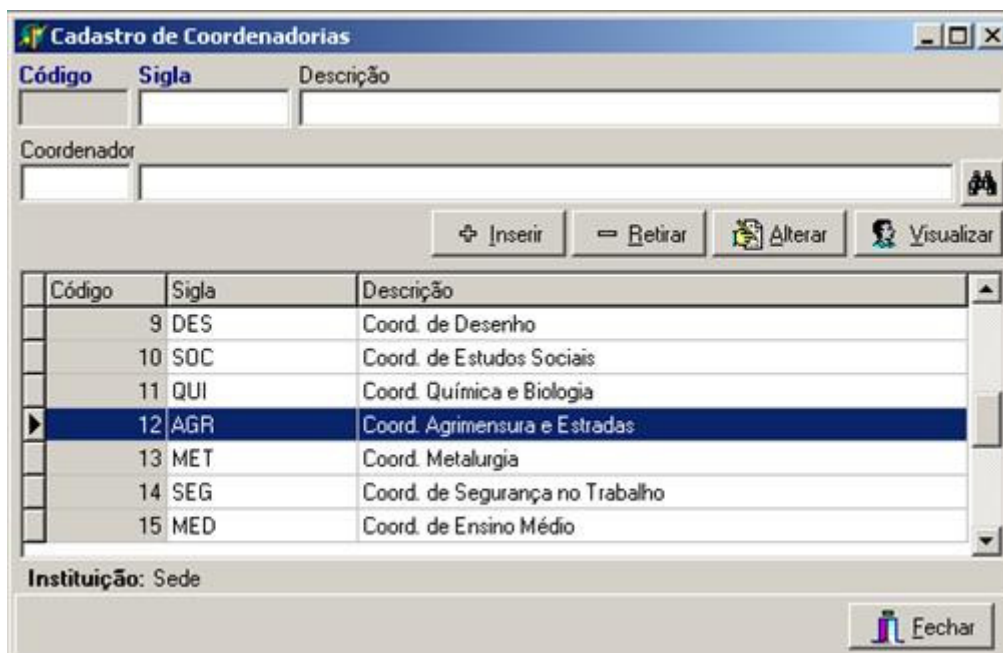 Cadastro de Coordenadorias
Código Sigla Descrição
Coordenador
Inserir Retirar Alterar Visualizar
Código Sigla Descrição
9 DES Coord. de Desenho
10 SOC Coord. de Estudos Sociais
11 QUI Coord. Química e Biologia
12 AGR Coord. Agrimensura e Estradas
13 MET Coord. Metalurgia
14 SEG Coord. de Segurança no Trabalho
15 MED Coord. de Ensino Médio
Instituição: Sede
Fechar